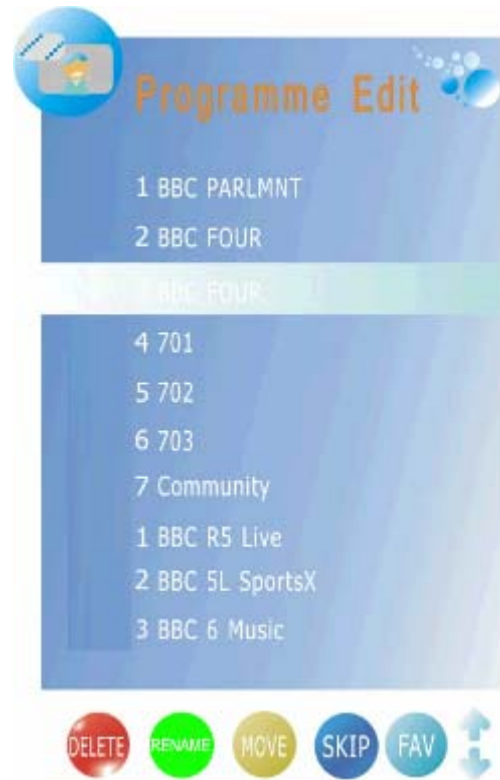 Programme Edit
1 BBC PARLMNT
2 BBC FOUR
3 BBC FOUR
4 701
5 702
6 703
7 Community
1 BBC R5 Live
2 BBC 5L SportsX
3 BBC 6 Music
DELETE RENAME MOVE SKIP FAV